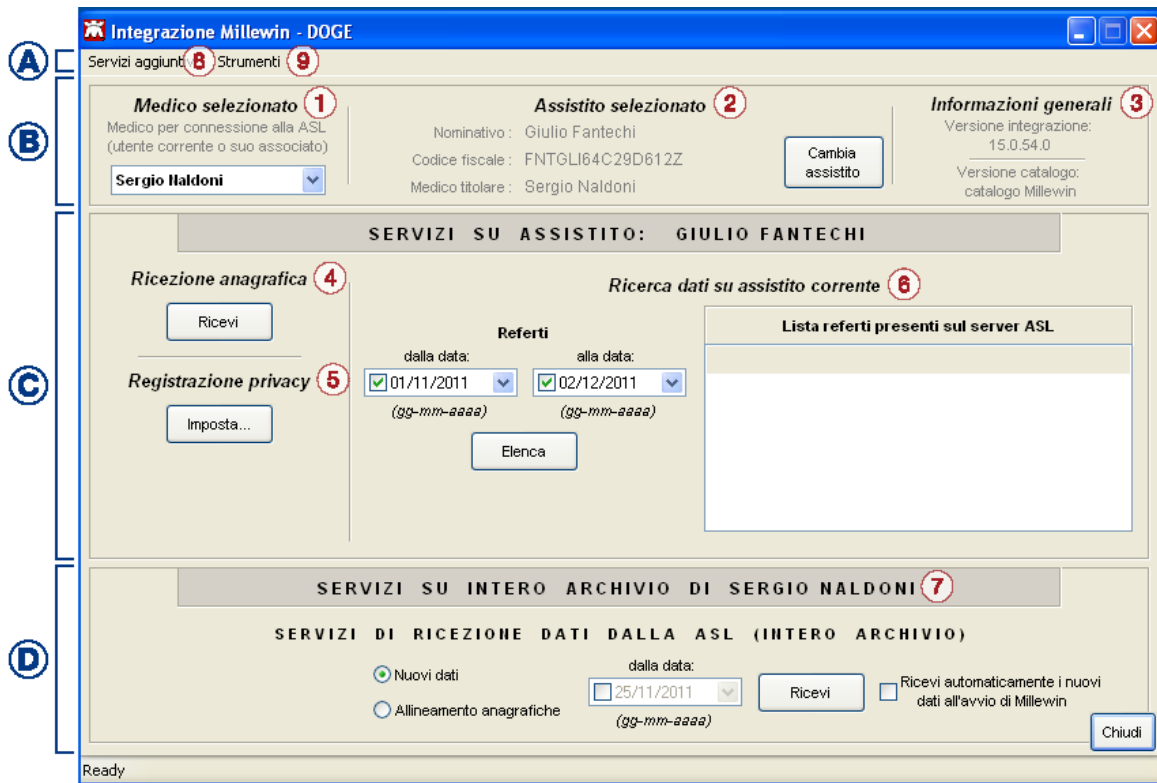 Integrazione Millewin - DOGE
A
Servizi aggiunti 8 Strumenti 9
B
Medico selezionato 1
Medico per connessione alla ASL
(utente corrente o suo associato)
Sergio Naldoni
Assistito selezionato 2
Nominativo : Giulio Fantechi
Codice fiscale : FNTGLI64C29D612Z
Medico titolare : Sergio Naldoni
Cambia
assistito
Informazioni generali 3
Versione integrazione:
15.0.54.0
Versione catalogo:
catalogo Millewin
C
SERVIZI SU ASSISTITO: GIULIO FANTECHI
Ricezione anagrafica 4
Ricevi
Registrazione privacy 5
Imposta...
Ricerca dati su assistito corrente 6
Referti
dalla data: alla data:
01/11/2011 02/12/2011
(gg-mm-aaaa) (gg-mm-aaaa)
Elenca
Lista referti presenti sul server ASL
D
SERVIZI SU INTERO ARCHIVIO DI SERGIO NALDONI 7
SERVIZI DI RICEZIONE DATI DALLA ASL (INTERO ARCHIVIO)
Nuovi dati
Allineamento anagrafiche
dalla data:
25/11/2011
(gg-mm-aaaa)
Ricevi
Ricevi automaticamente i nuovi
dati all'avvio di Millewin
Chiudi
Ready